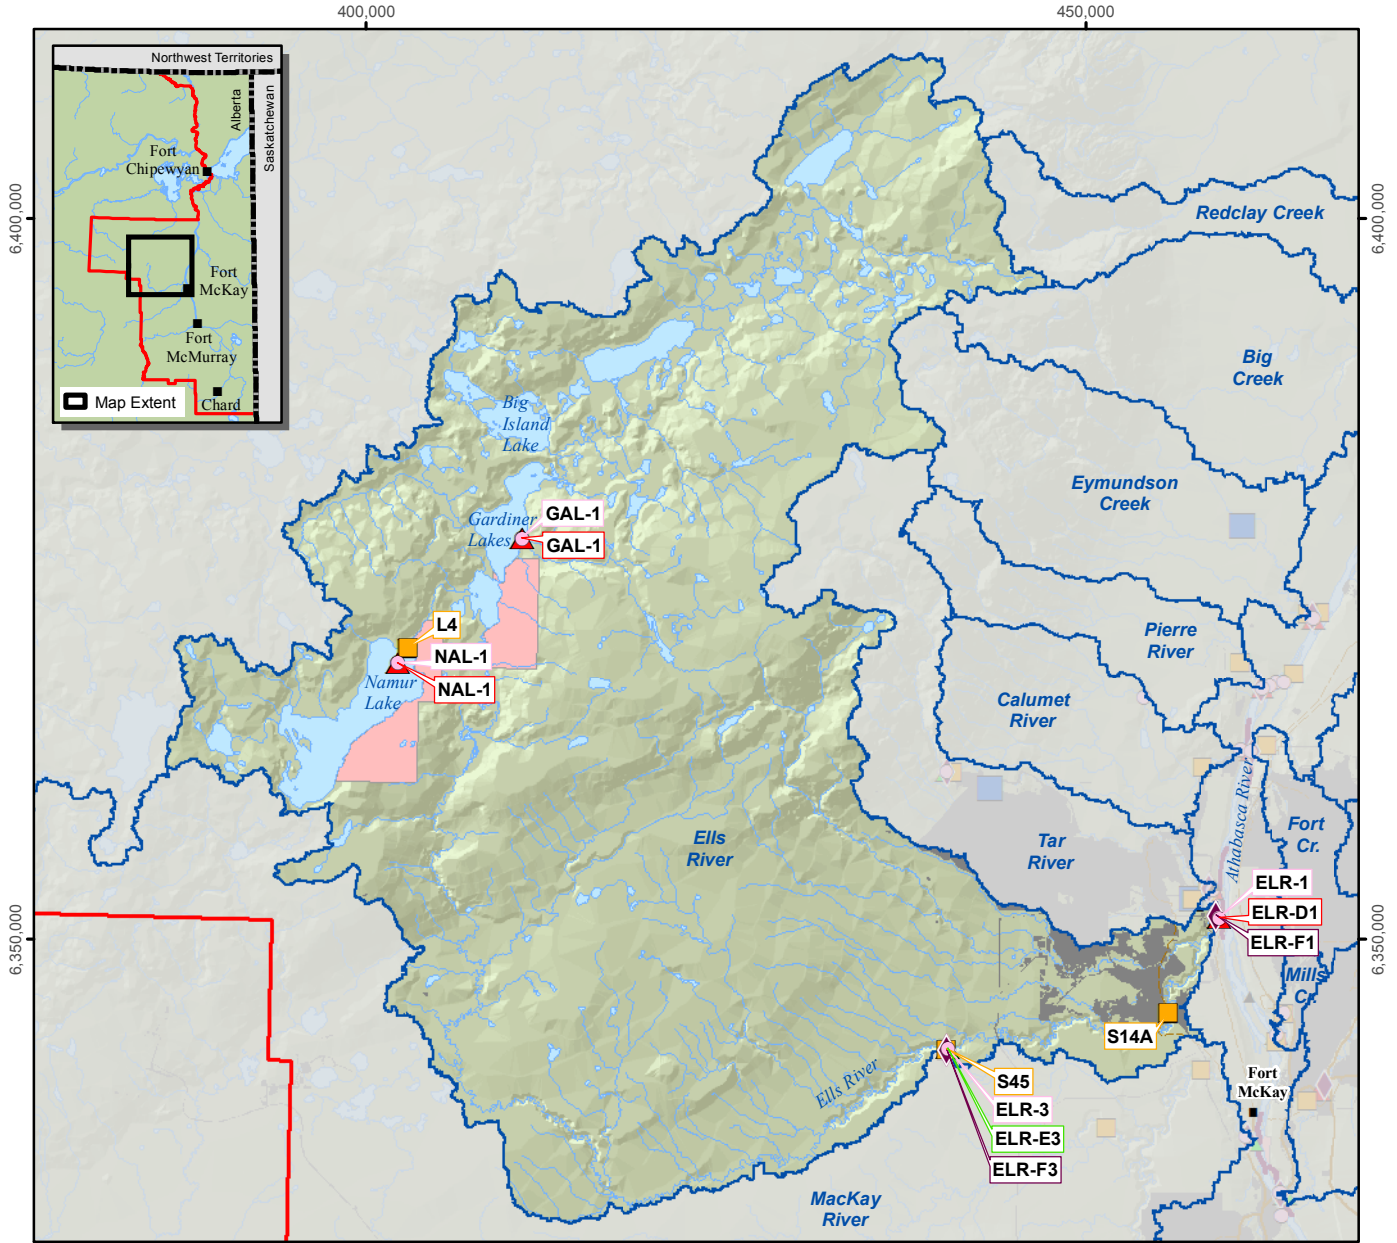 400,000
450,000
6,400,000
6,400,000
6,350,000
6,350,000
Northwest Territories
Alberta
Saskatchewan
Fort
Chipewyan
Fort
McKay
Fort
McMurray
Chard
Map Extent
Redclay Creek
Big
Creek
Big
Island
Lake
Eymundson
Creek
Gardiner
Lakes
GAL-1
GAL-1
L4
NAL-1
NAL-1
Namur
Lake
Pierre
River
Calumet
River
Athabasca River
Fort
Cr.
Ells
River
Tar
River
ELR-1
ELR-D1
ELR-F1
Mills
Cr.
S14A
Ells River
S45
ELR-3
ELR-E3
ELR-F3
Fort
McKay
MacKay
River